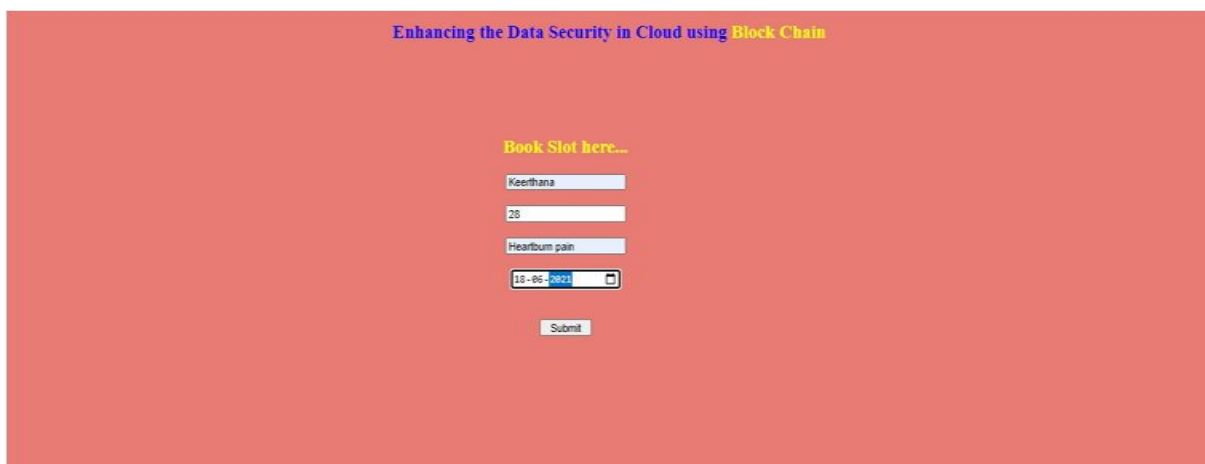 Enhancing the Data Security in Cloud using Block Chain
Book Slot here...
Keerthana
28
Heartburn pain
18-06-2021
Submit